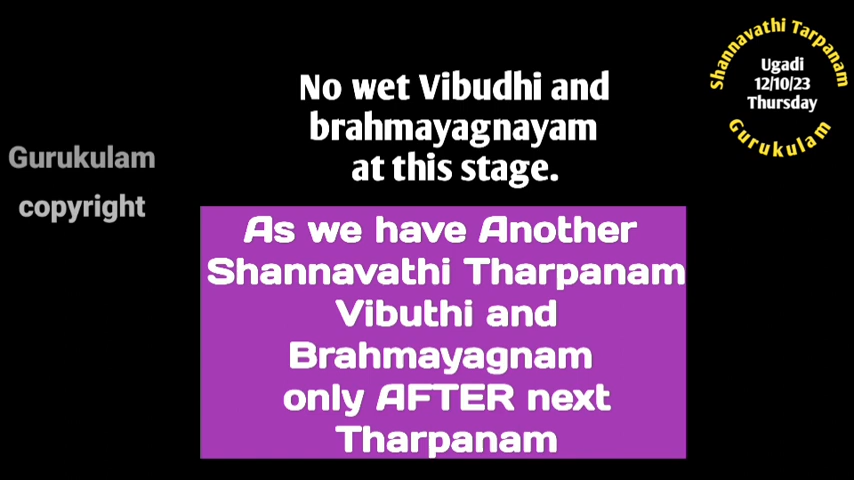 Shannavathi Tarpanam
Ugadi
12/10/23
Thursday
Gurukulam
No wet Vibudhi and
brahmayagnayam
at this stage.
Gurukulam
copyright
As we have Another
Shannavathi Tharpanam
Vibuthi and
Brahmayagnam
only AFTER next
Tharpanam